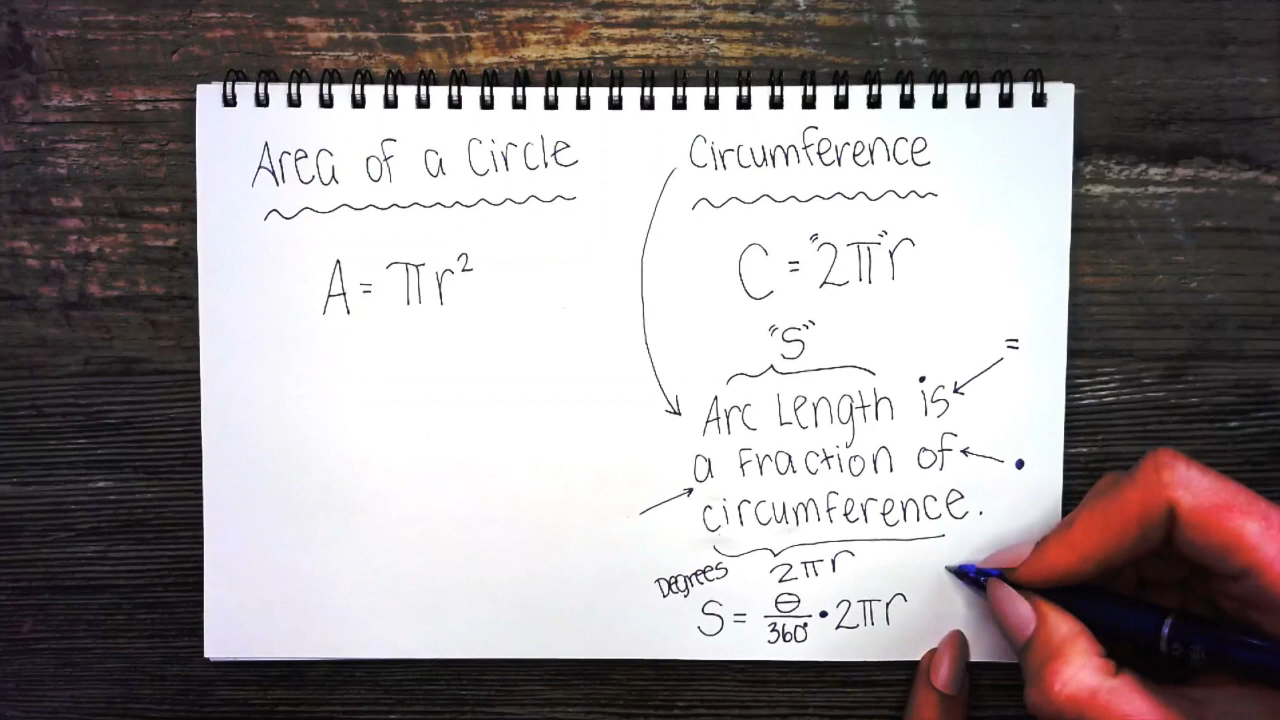 Area of a Circle
A = πr²
Circumference
C = "2π"r
"S"
=
Arc Length is
a Fraction of
•
circumference.
2πr
Degrees
S = θ/360° • 2πr